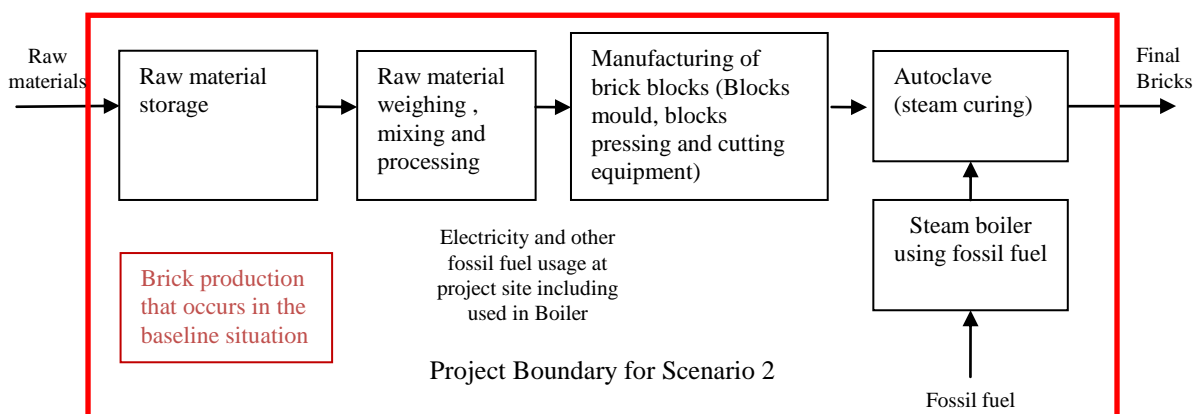 Raw
materials
Raw material
storage
Raw material
weighing ,
mixing and
processing
Manufacturing of
brick blocks (Blocks
mould, blocks
pressing and cutting
equipment)
Autoclave
(steam curing)
Final
Bricks
Steam boiler
using fossil fuel
Electricity and other
fossil fuel usage at
project site including
used in Boiler
Brick production
that occurs in the
baseline situation
Project Boundary for Scenario 2
Fossil fuel